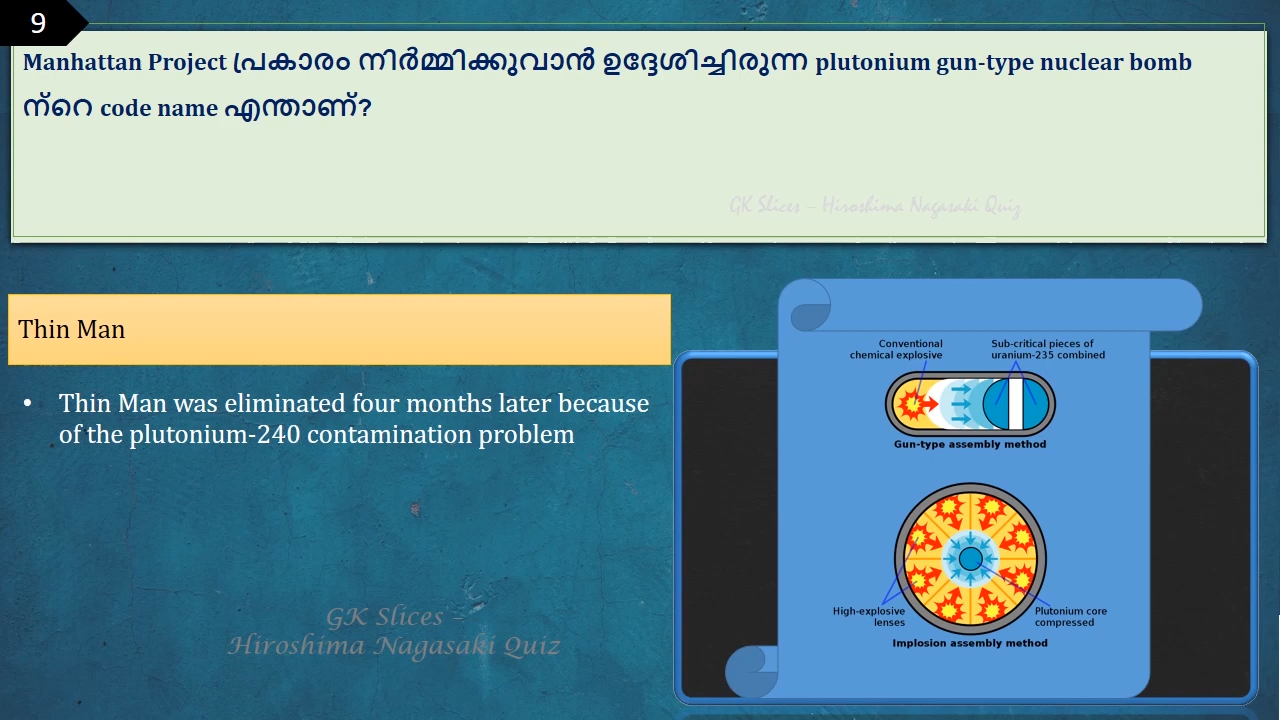 9
Manhattan Project പ്രകാരം നിർമ്മിക്കുവാൻ ഉദ്ദേശിച്ചിരുന്ന plutonium gun-type nuclear bomb
ന്റെ code name എന്താണ്?
GK Slices – Hiroshima Nagasaki Quiz
Thin Man
• Thin Man was eliminated four months later because
of the plutonium-240 contamination problem
GK Slices –
Hiroshima Nagasaki Quiz
Conventional
chemical explosive
Sub-critical pieces of
uranium-235 combined
Gun-type assembly method
High-explosive
lenses
Plutonium core
compressed
Implosion assembly method